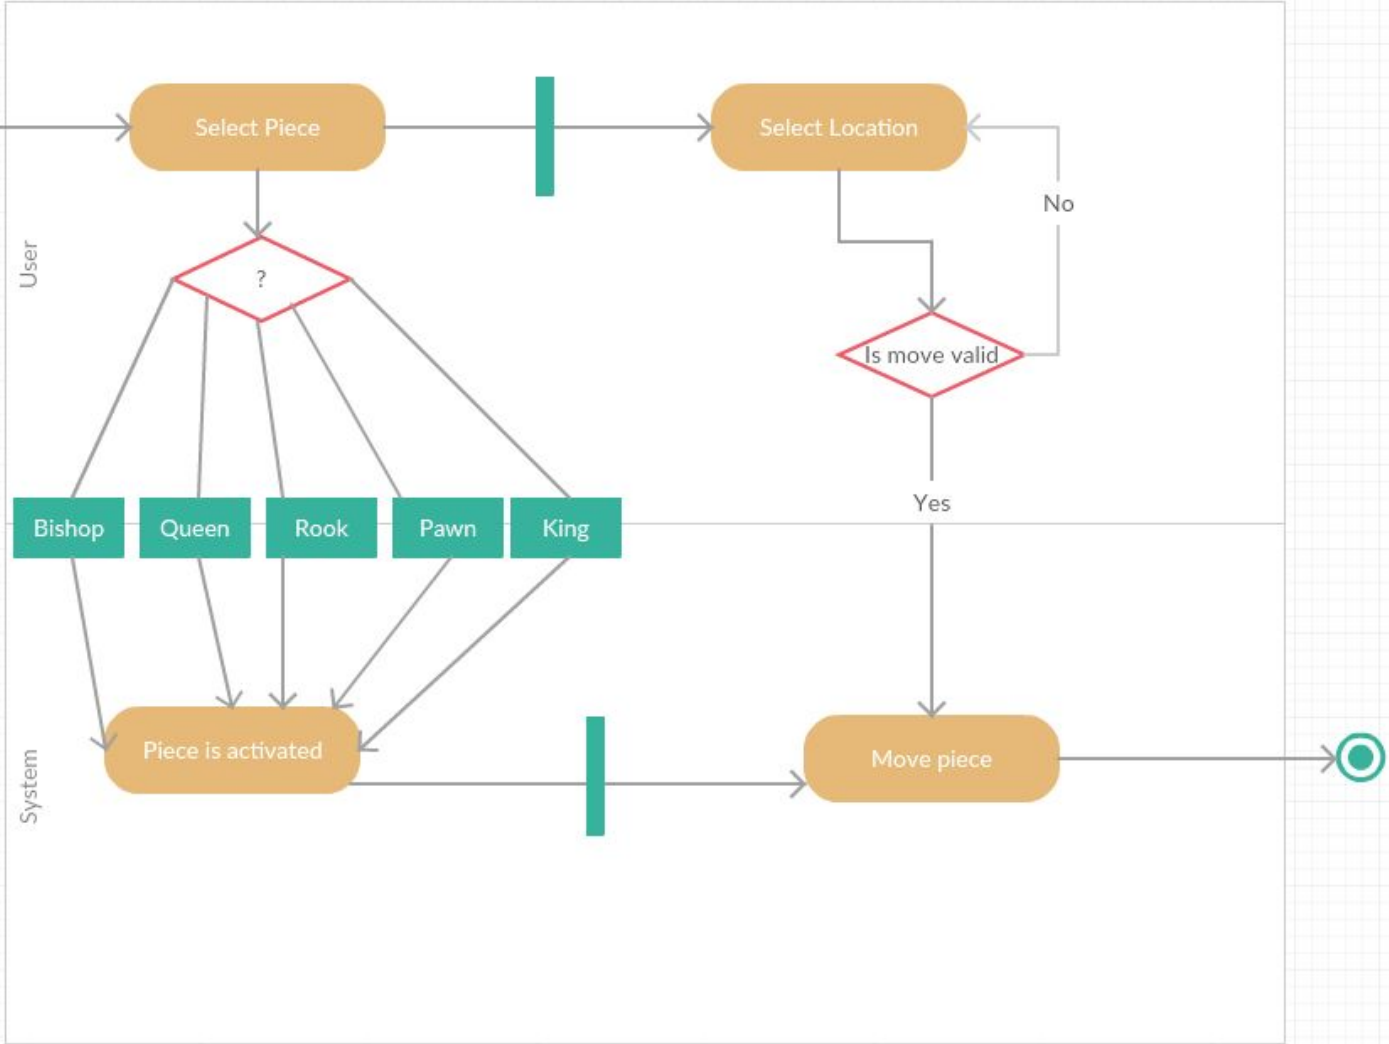 Select Piece
Select Location
No
User
?
Is move valid
Yes
Bishop
Queen
Rook
Pawn
King
Piece is activated
Move piece
System